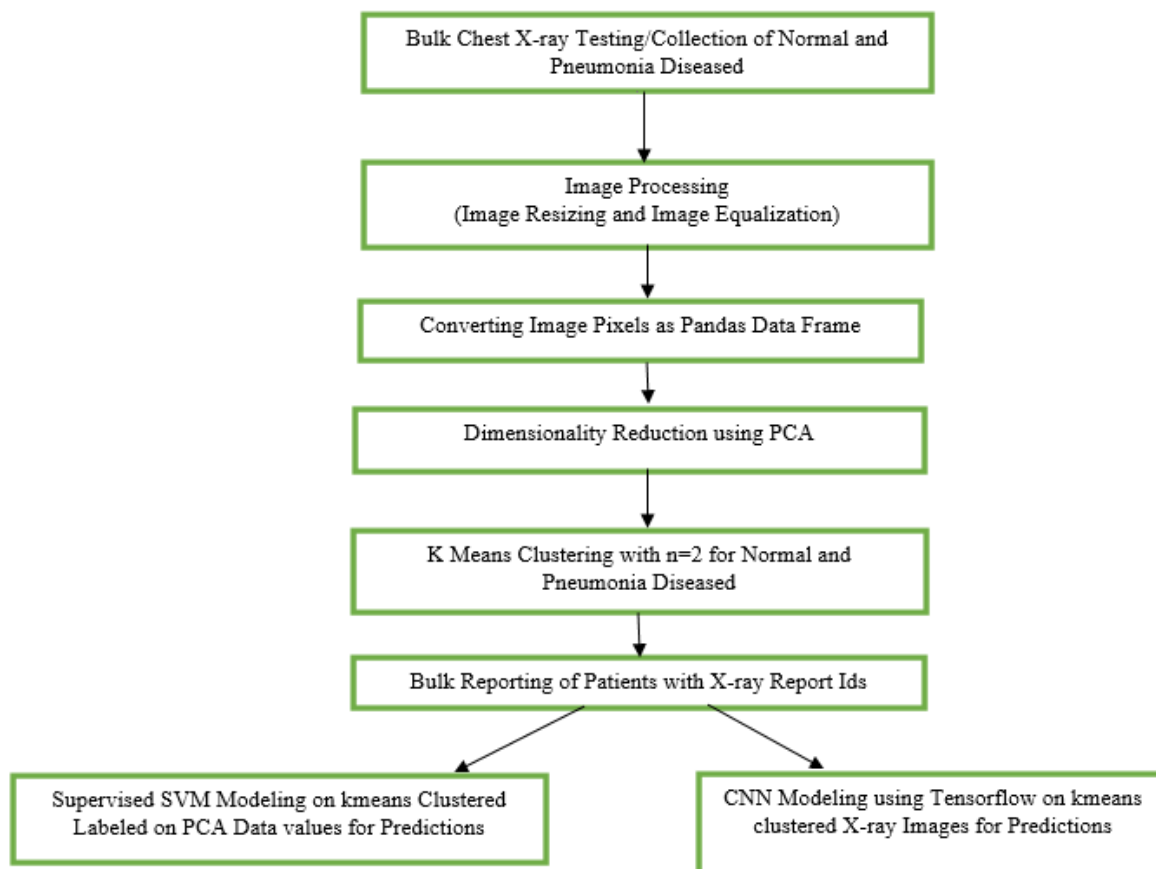 Bulk Chest X-ray Testing/Collection of Normal and
Pneumonia Diseased
Image Processing
(Image Resizing and Image Equalization)
Converting Image Pixels as Pandas Data Frame
Dimensionality Reduction using PCA
K Means Clustering with n=2 for Normal and
Pneumonia Diseased
Bulk Reporting of Patients with X-ray Report Ids
Supervised SVM Modeling on kmeans Clustered
Labeled on PCA Data values for Predictions
CNN Modeling using Tensorflow on kmeans
clustered X-ray Images for Predictions